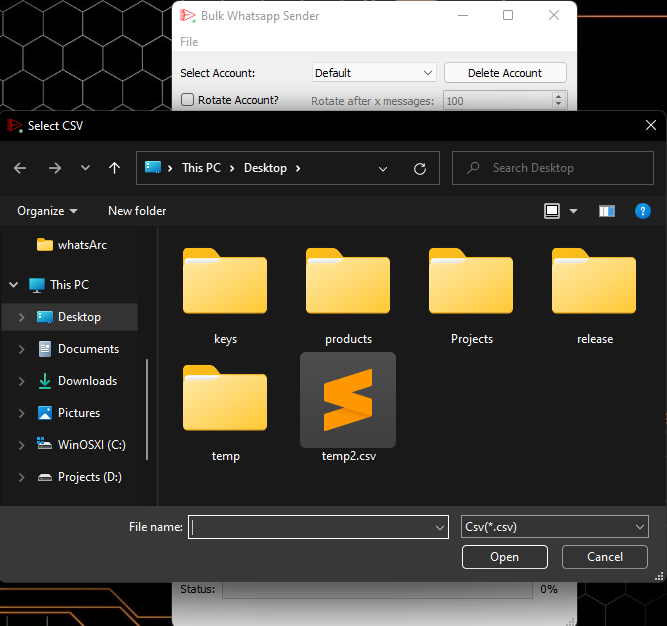 Bulk Whatsapp Sender
File
Select Account: Default Delete Account
Rotate Account? Rotate after x messages: 100
Select CSV
This PC Desktop Search Desktop
Organize New folder
whatsArc
This PC
Desktop
Documents
Downloads
Pictures
WinOSXI (C:)
Projects (D:)
keys products Projects release
temp temp2.csv
File name: Csv(*.csv)
Open Cancel
Status: 0%